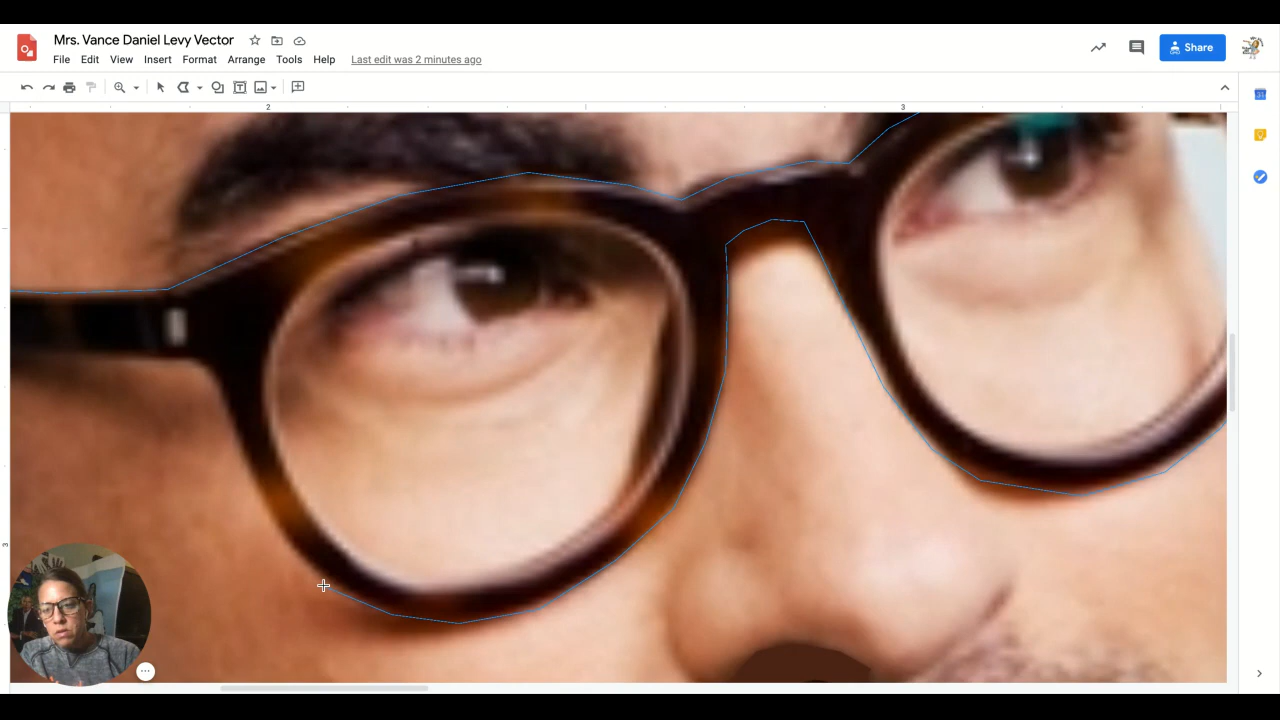 Mrs. Vance Daniel Levy Vector
File Edit View Insert Format Arrange Tools Help Last edit was 2 minutes ago
Share
2 3
3